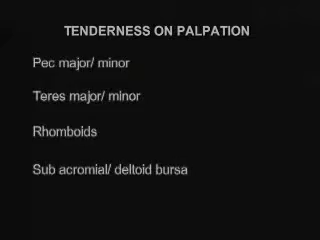 TENDERNESS ON PALPATION
Pec major/ minor
Teres major/ minor
Rhomboids
Sub acromial/ deltoid bursa